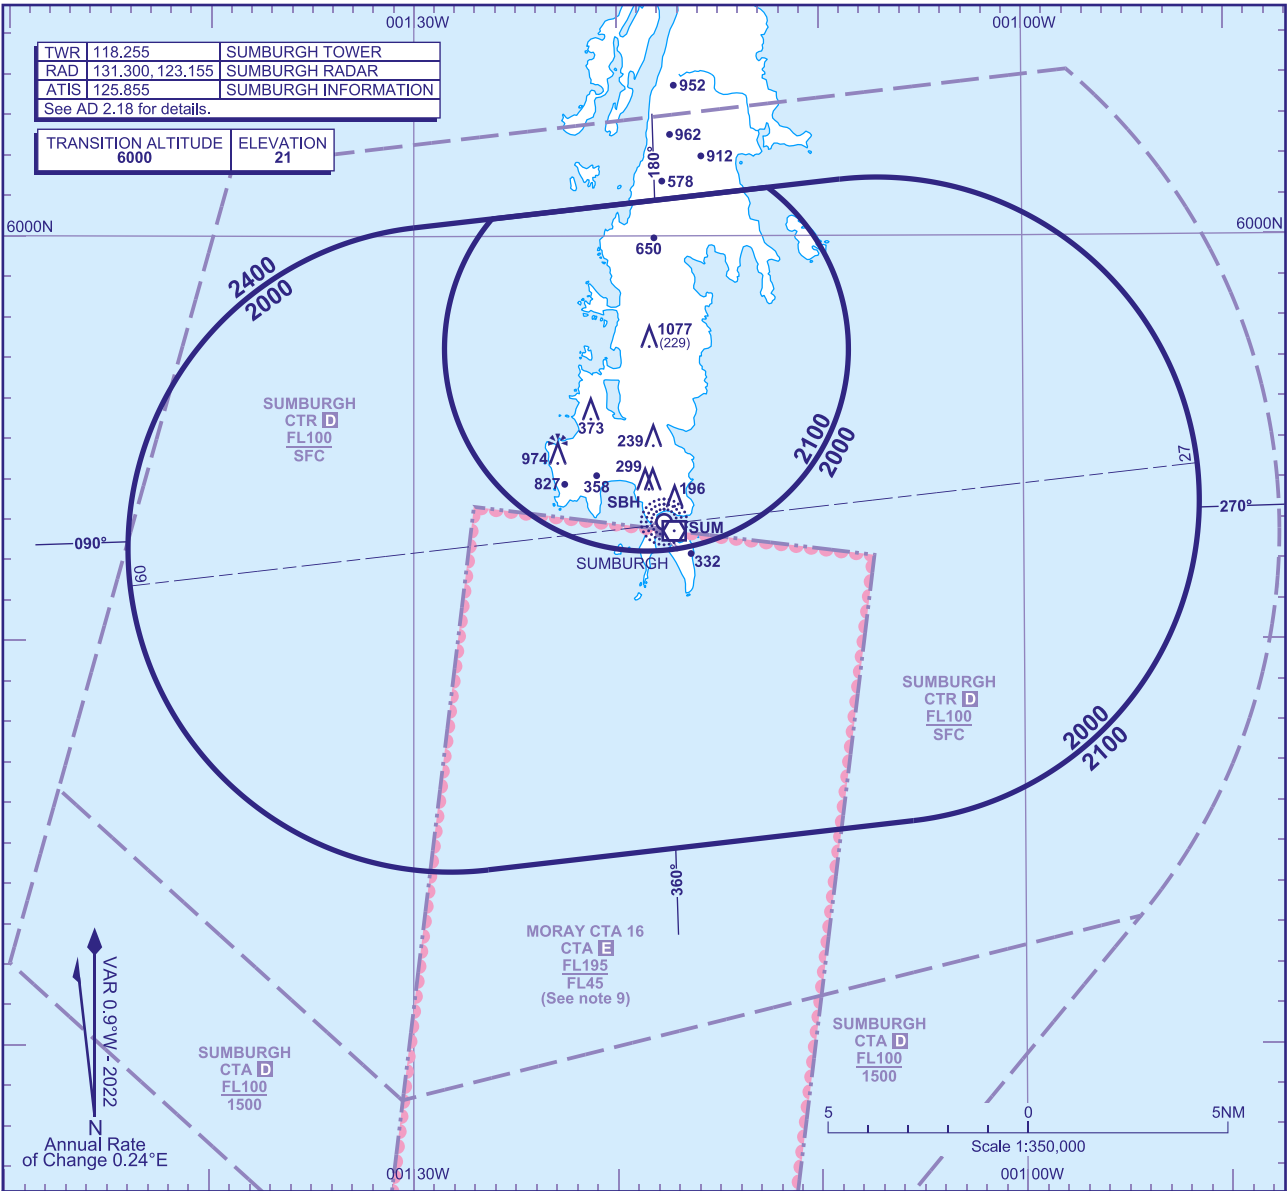 001:30W
001:00W
TWR 118.255 SUMBURGH TOWER
RAD 131.300, 123.155 SUMBURGH RADAR
ATIS 125.855 SUMBURGH INFORMATION
See AD 2.18 for details.
TRANSITION ALTITUDE
6000
ELEVATION
21
952
962
912
180°
578
6000N
6000N
650
2400
2000
1077
(229)
SUMBURGH
CTR D
FL100
SFC
373
239
2100
2000
974
299
827
358
196
27
SBH
SUM
270°
090°
SUMBURGH
332
09
SUMBURGH
CTR D
FL100
SFC
2000
2100
360°
MORAY CTA 16
CTA E
FL195
FL45
(See note 9)
VAR 0.9°W - 2022
N
Annual Rate
of Change 0.24°E
SUMBURGH
CTA D
FL100
1500
SUMBURGH
CTA D
FL100
1500
5 0 5NM
Scale 1:350,000
001:30W
001:00W